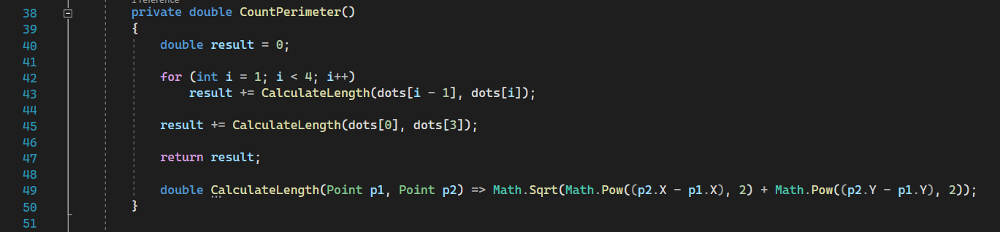 1 reference
38 private double CountPerimeter()
39 {
40 double result = 0;
41
42 for (int i = 1; i < 4; i++)
43 result += CalculateLength(dots[i - 1], dots[i]);
44
45 result += CalculateLength(dots[0], dots[3]);
46
47 return result;
48
49 double CalculateLength(Point p1, Point p2) => Math.Sqrt(Math.Pow((p2.X - p1.X), 2) + Math.Pow((p2.Y - p1.Y), 2));
50 }
51